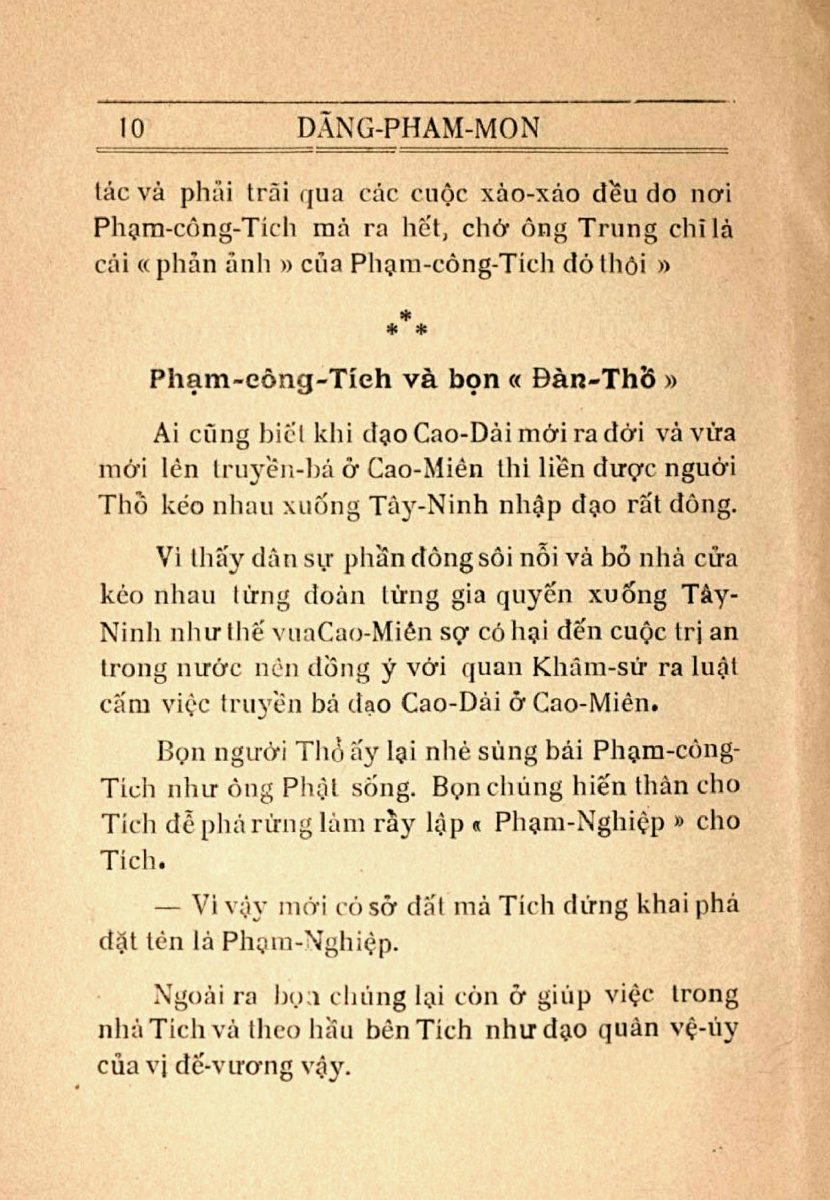 10 ĐẢNG-PHẠM-MÔN
tác và phải trãi qua các cuộc xào-xáo đều do nơi
Phạm-công-Tích mà ra hết, chớ ông Trung chỉ là
cái « phản ảnh » của Phạm-công-Tích đó thôi »
***
Phạm-công-Tích và bọn « Đàn-Thổ »
Ai cũng biết khi đạo Cao-Đài mới ra đời và vừa
mới lên truyền-bá ở Cao-Miên thì liền được nguời
Thổ kéo nhau xuống Tây-Ninh nhập đạo rất đông.
Vì thấy dân sự phần đông sôi nỗi và bỏ nhà cửa
kéo nhau từng đoàn từng gia quyến xuống Tây-
Ninh như thế vua Cao-Miên sợ có hại đến cuộc trị an
trong nước nên đồng ý với quan Khâm-sứ ra luật
cấm việc truyền bá đạo Cao-Đài ở Cao-Miên.
Bọn người Thổ ấy lại nhè sùng bái Phạm-công-
Tích như ông Phật sống. Bọn chúng hiến thân cho
Tích để phá rừng làm rẫy lập « Phạm-Nghiệp » cho
Tích.
— Vì vậy mới có sở đất mà Tích đứng khai phá
đặt tên là Phạm-Nghiệp.
Ngoài ra bọn chúng lại còn ở giúp việc trong
nhà Tích và theo hầu bên Tích như đạo quân vệ-úy
của vị đế-vương vậy.